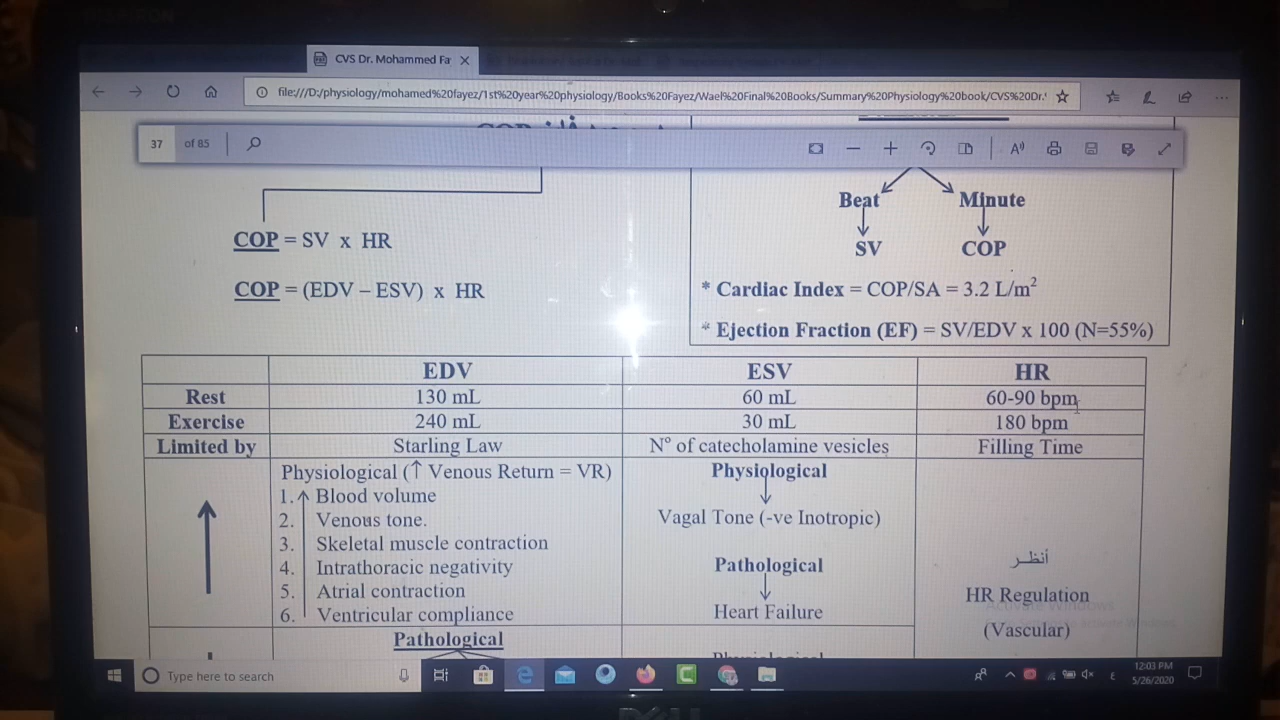 CVS Dr. Mohammed Fa
file:///D:/physiology/mohamed%20fayez/1st%20year%20physiology/Books%20Fayez/Wael%20Final%20Books/Summary%20Physiology%20book/CVS%20Dr.
37 of 85
Beat Minute
SV COP
COP = SV x HR
COP = (EDV – ESV) x HR
* Cardiac Index = COP/SA = 3.2 L/m²
* Ejection Fraction (EF) = SV/EDV x 100 (N=55%)
EDV ESV HR
Rest 130 mL 60 mL 60-90 bpm
Exercise 240 mL 30 mL 180 bpm
Limited by Starling Law N° of catecholamine vesicles Filling Time
Physiological (↑ Venous Return = VR)
1. ↑ Blood volume
2. Venous tone.
3. Skeletal muscle contraction
4. Intrathoracic negativity
5. Atrial contraction
6. Ventricular compliance
Pathological
Physiological
Vagal Tone (-ve Inotropic)
Pathological
Heart Failure
Physiological
أنظر
HR Regulation
(Vascular)
Activate Windows
Type here to search
12:03 PM
5/26/2020
DELL